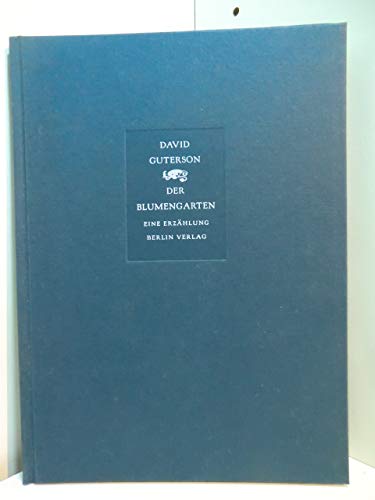 DAVID
GUTERSON
DER
BLUMENGARTEN
EINE ERZÄHLUNG
BERLIN VERLAG